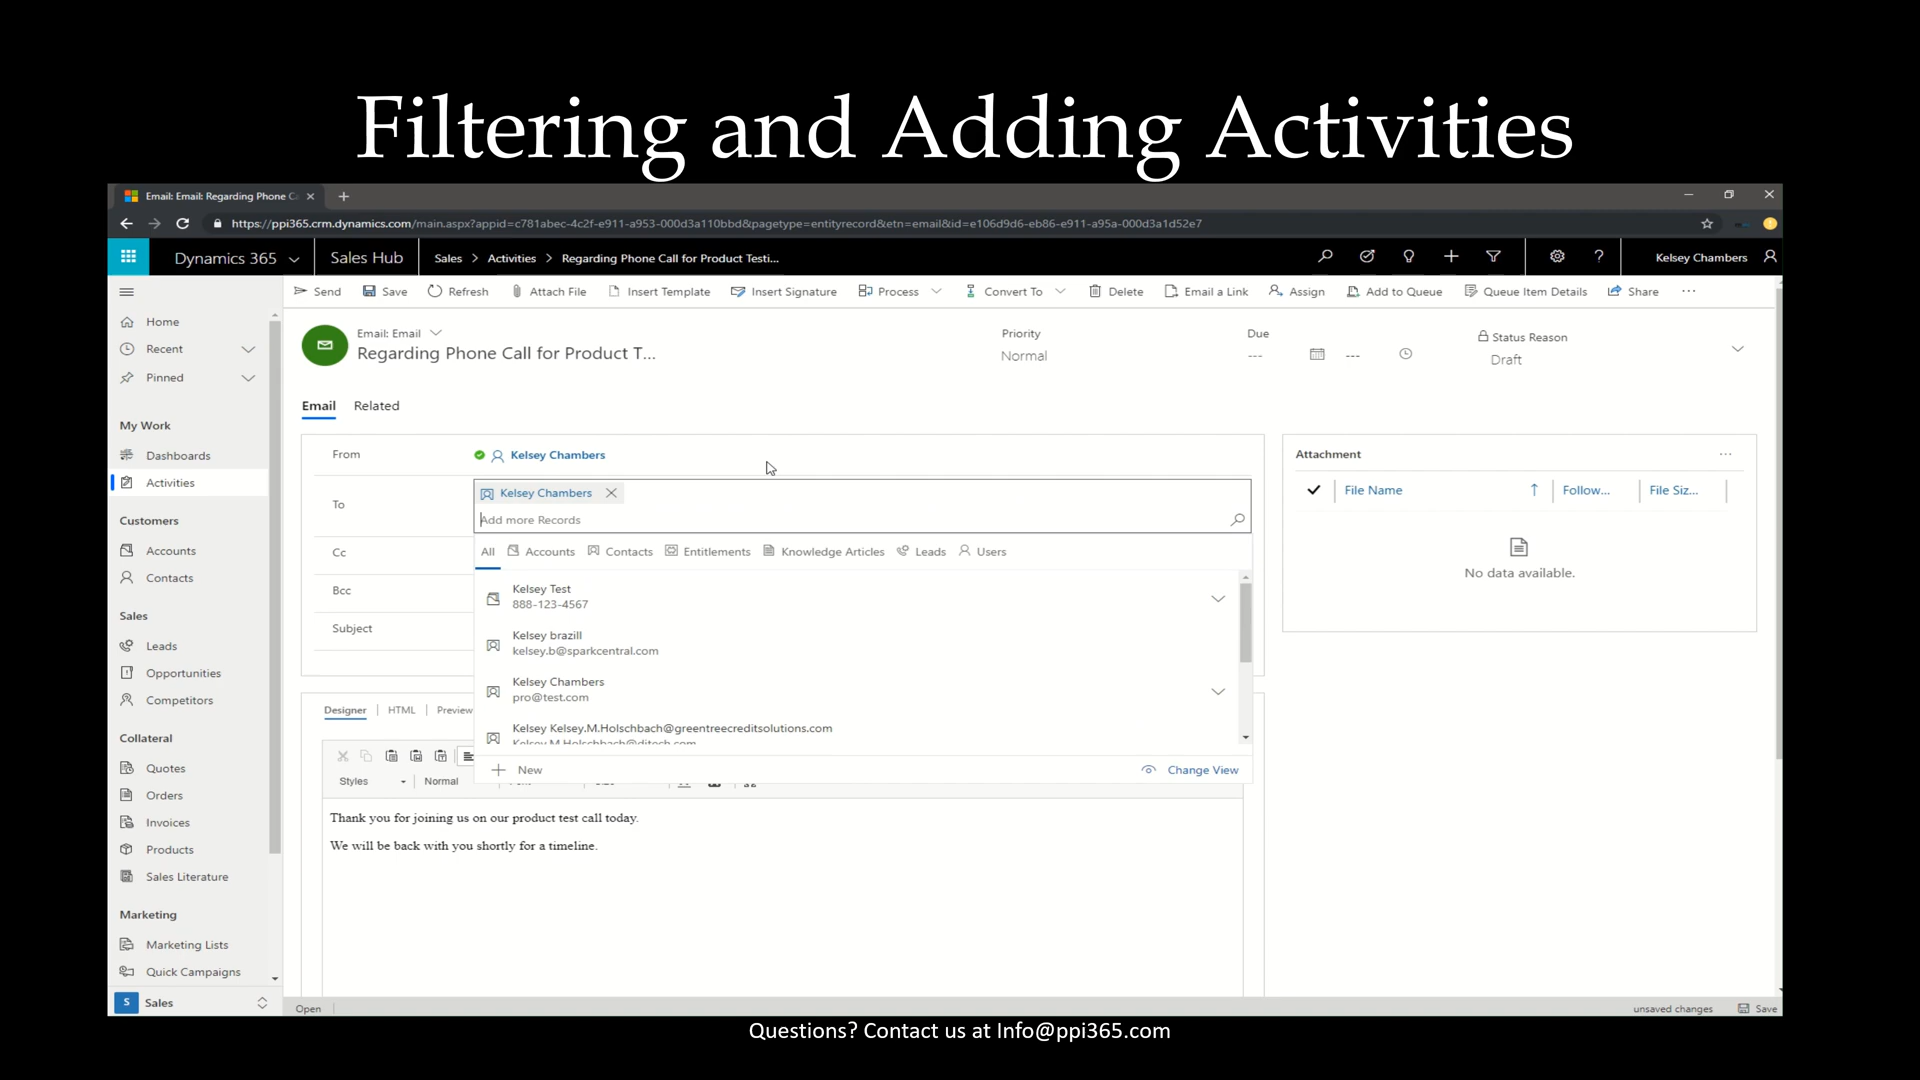 Filtering and Adding Activities
Email: Email: Regarding Phone C
https://ppi365.crm.dynamics.com/main.aspx?appid=c781abec-4c2f-e911-a953-000d3a110bbd&pagetype=entityrecord&etn=email&id=e106d9d6-eb86-e911-a95a-000d3a1d52e7
Dynamics 365 Sales Hub Sales > Activities > Regarding Phone Call for Product Testi... Kelsey Chambers
Send Save Refresh Attach File Insert Template Insert Signature Process Convert To Delete Email a Link Assign Add to Queue Queue Item Details Share ...
Home
Recent
Pinned
My Work
Dashboards
Activities
Customers
Accounts
Contacts
Sales
Leads
Opportunities
Competitors
Collateral
Quotes
Orders
Invoices
Products
Sales Literature
Marketing
Marketing Lists
Quick Campaigns
S Sales
Email: Email
Regarding Phone Call for Product T...
Priority
Normal
Due
--- ---
Status Reason
Draft
Email Related
From Kelsey Chambers
To Kelsey Chambers
Add more Records
Cc
Bcc
Subject
All Accounts Contacts Entitlements Knowledge Articles Leads Users
Kelsey Test
888-123-4567
Kelsey brazill
kelsey.b@sparkcentral.com
Kelsey Chambers
pro@test.com
Kelsey Kelsey.M.Holschbach@greentreecreditsolutions.com
Kelsey.M.Holschbach@ditech.com
New Change View
Attachment ...
File Name Follow... File Siz...
No data available.
Designer | HTML | Preview
Styles Normal
Thank you for joining us on our product test call today.
We will be back with you shortly for a timeline.
Open unsaved changes Save
Questions? Contact us at Info@ppi365.com